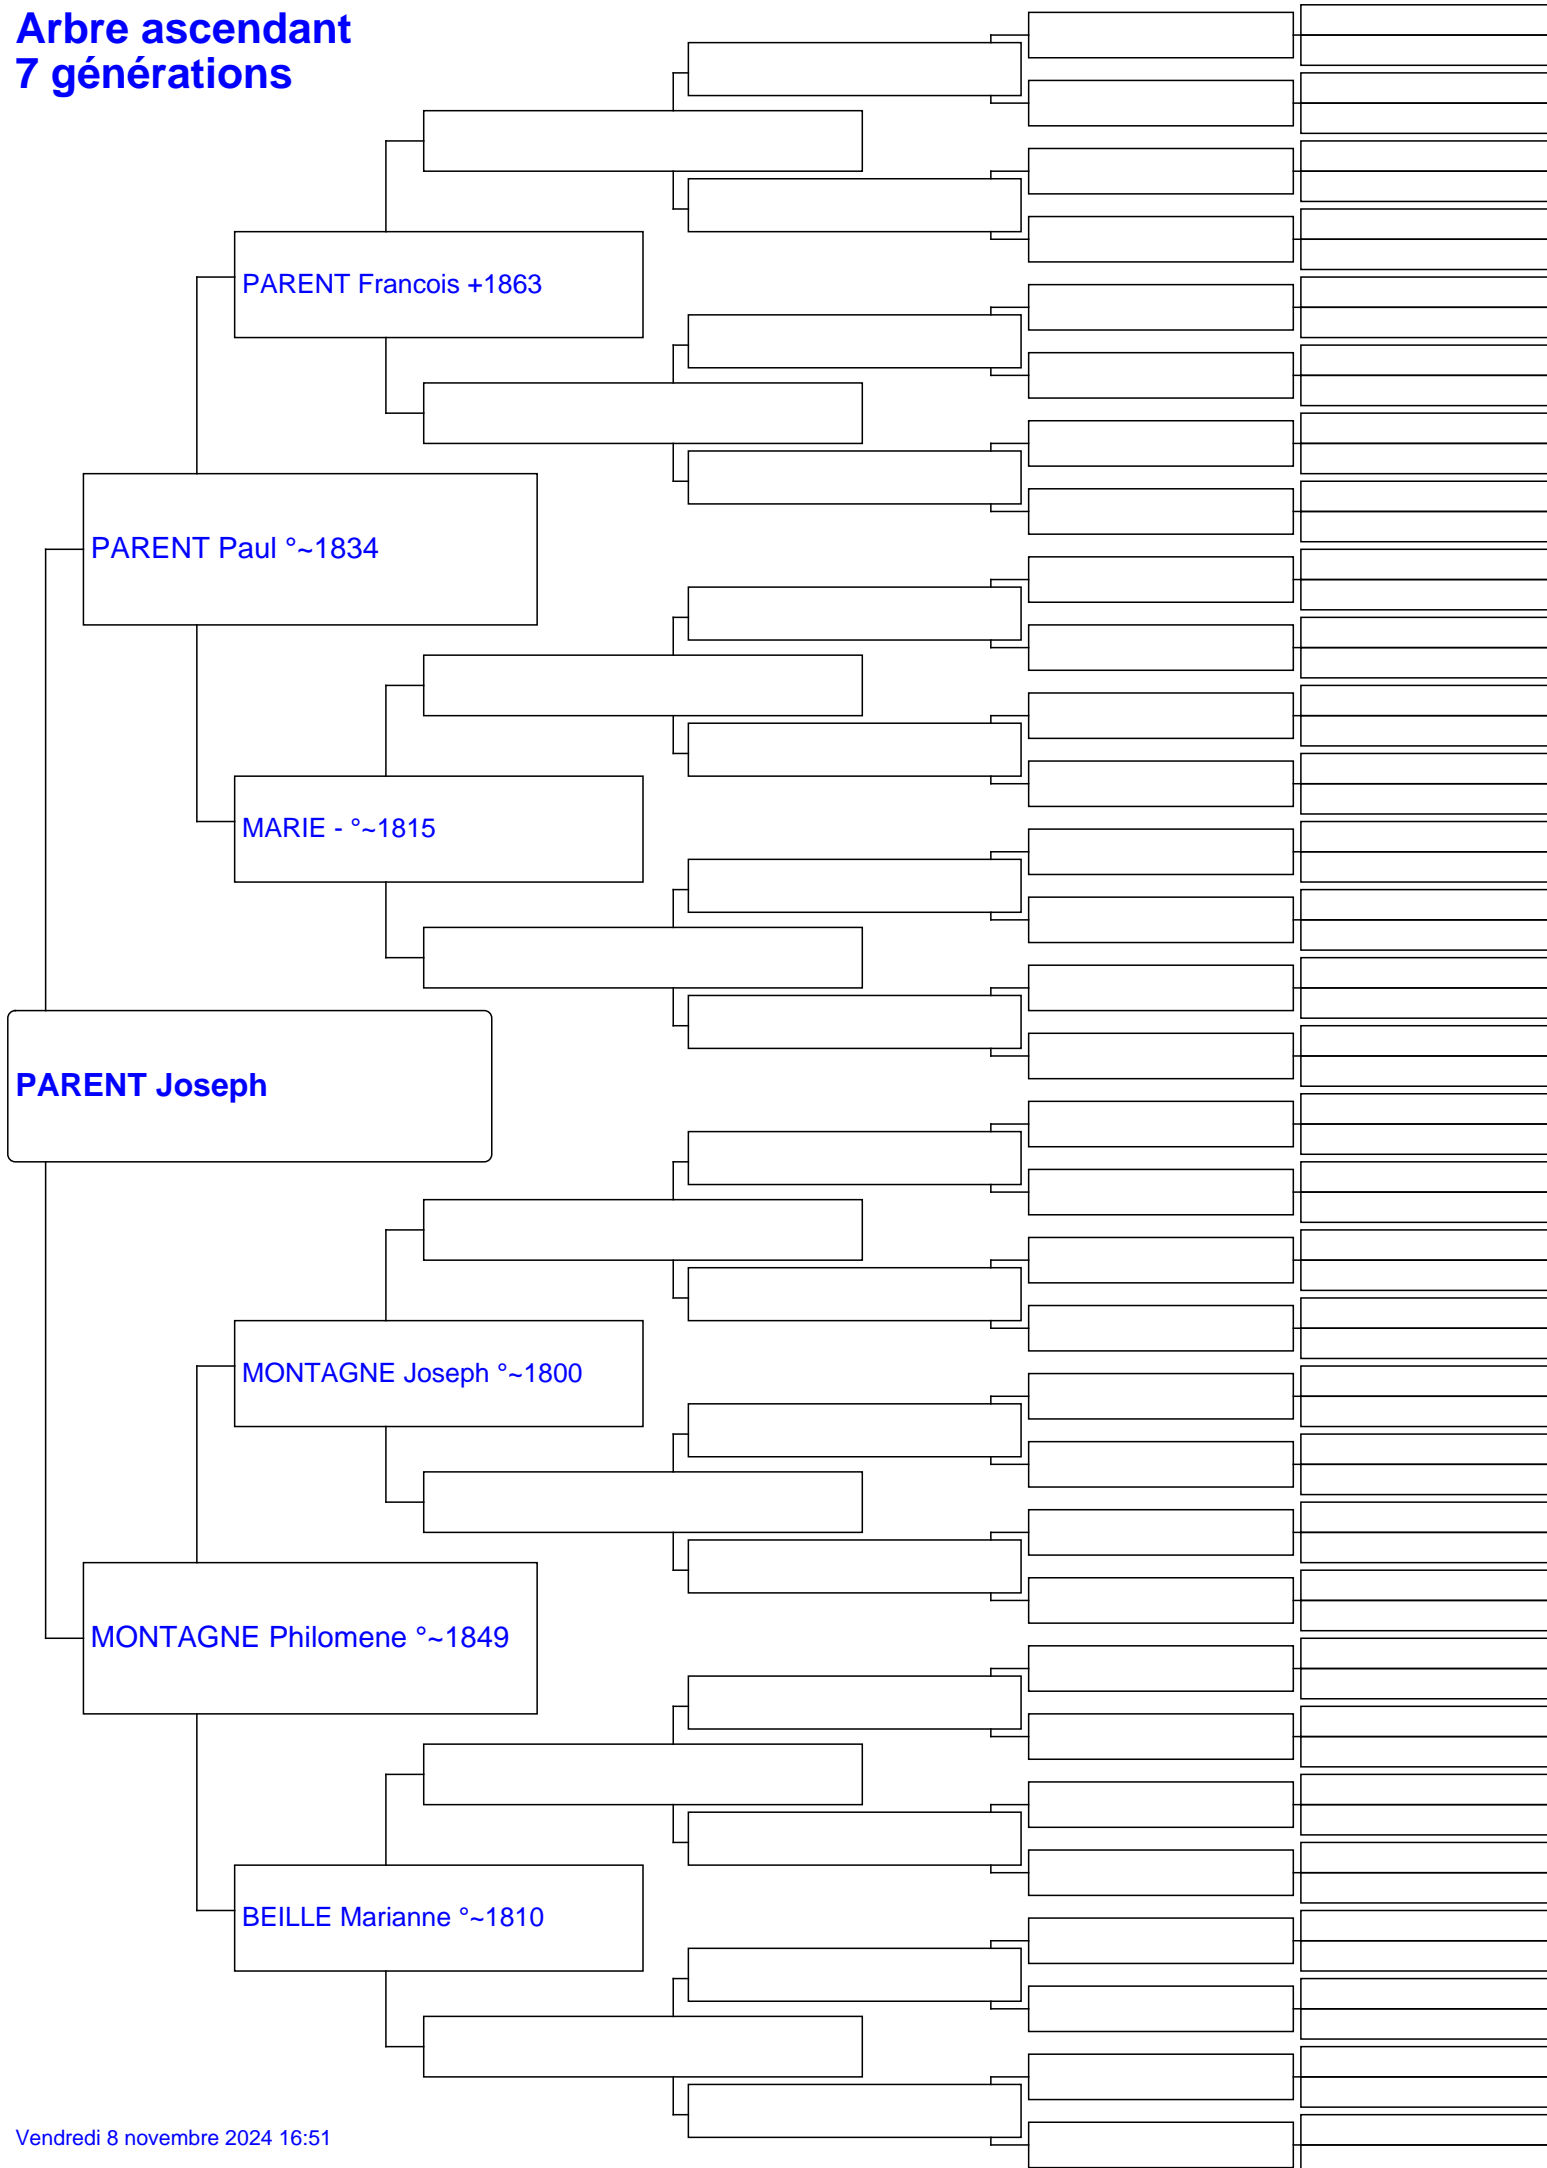 Arbre ascendant
7 générations
PARENT Francois +1863
PARENT Paul °~1834
MARIE - °~1815
PARENT Joseph
MONTAGNE Joseph °~1800
MONTAGNE Philomene °~1849
BEILLE Marianne °~1810
Vendredi 8 novembre 2024 16:51